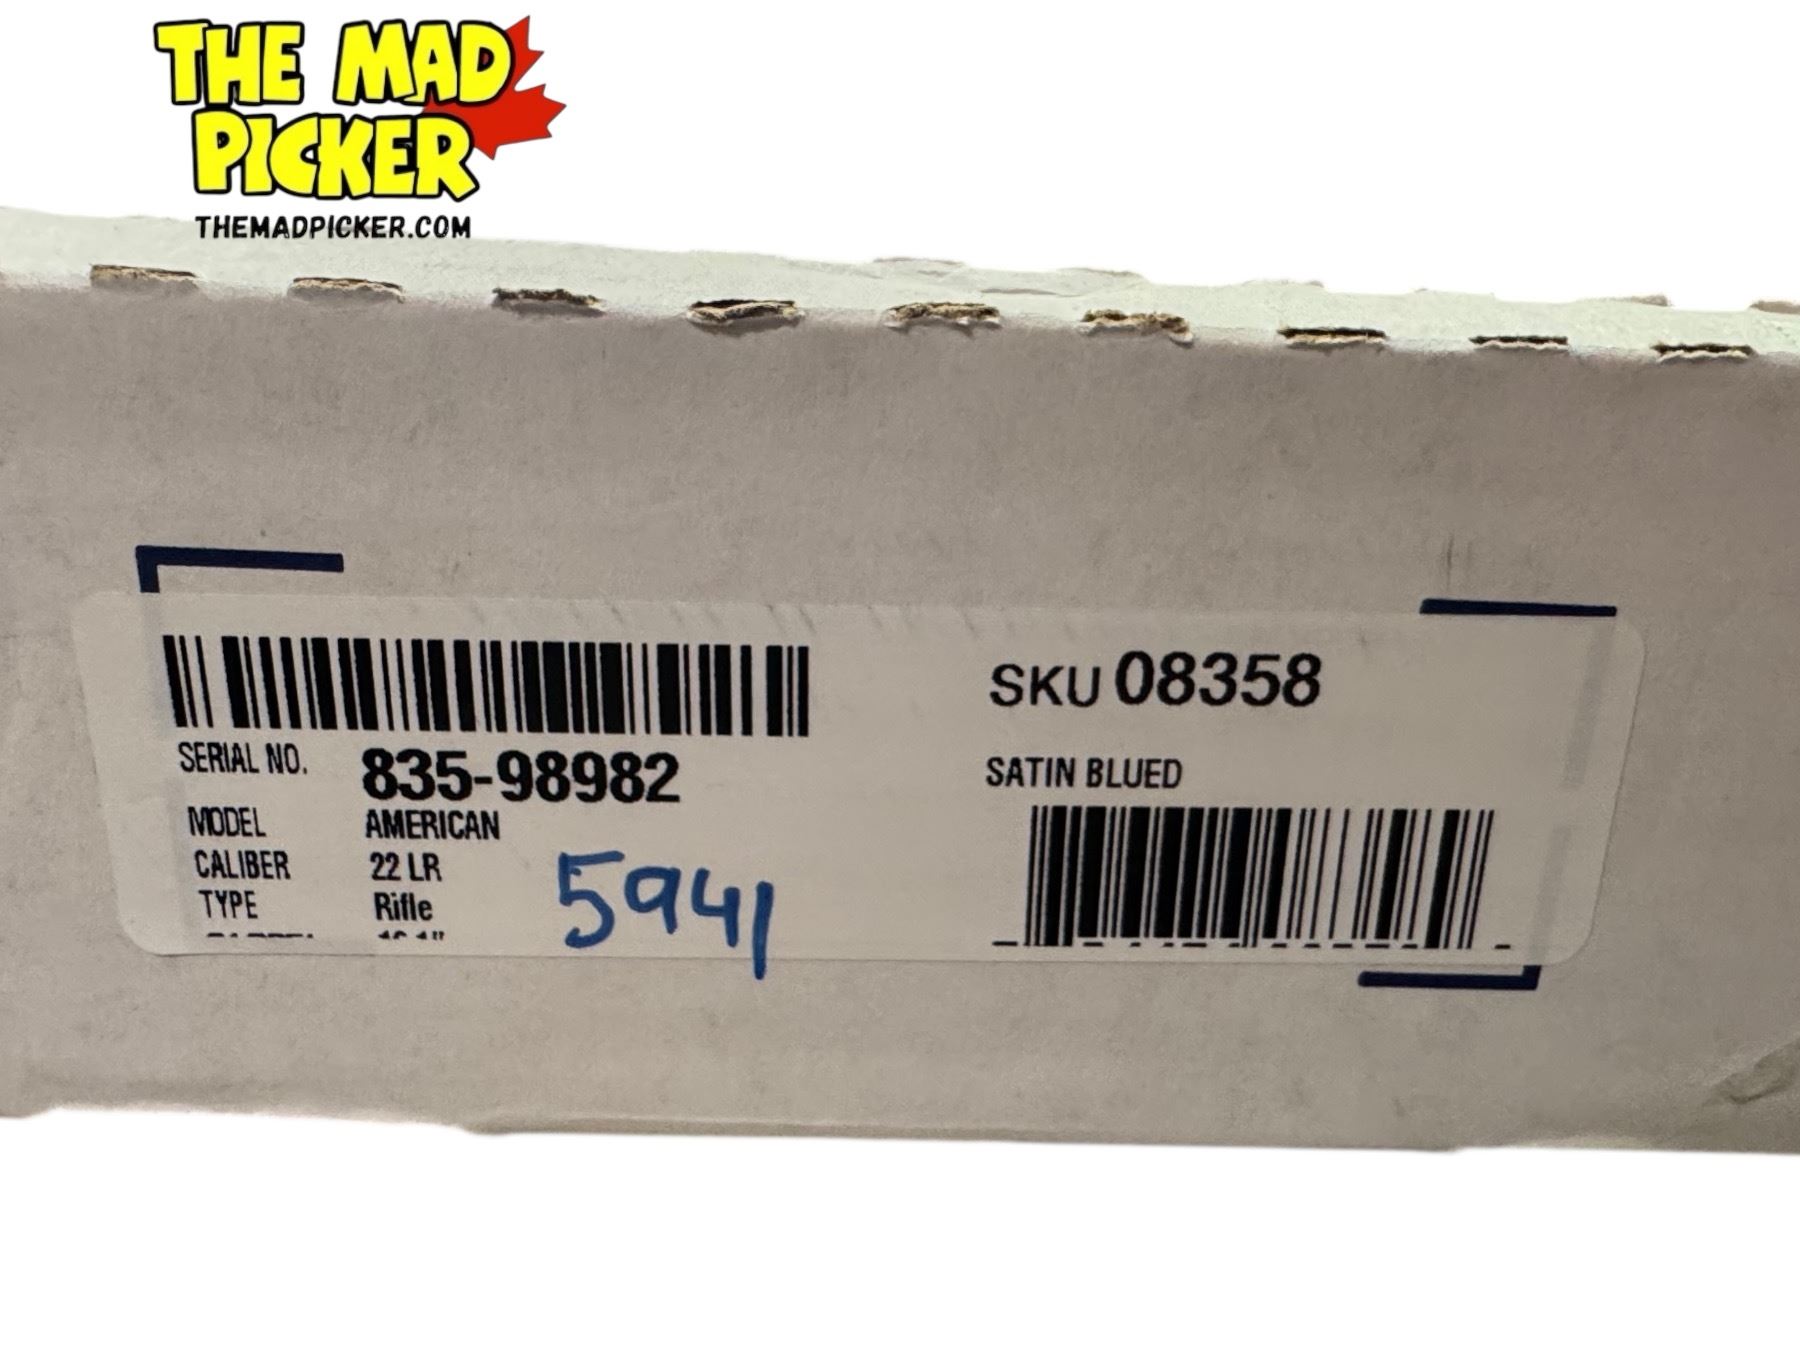 THE MAD
PICKER
THEMADPICKER.COM
SKU 08358
SERIAL NO. 835-98982
SATIN BLUED
MODEL AMERICAN
CALIBER 22 LR
TYPE Rifle
5941